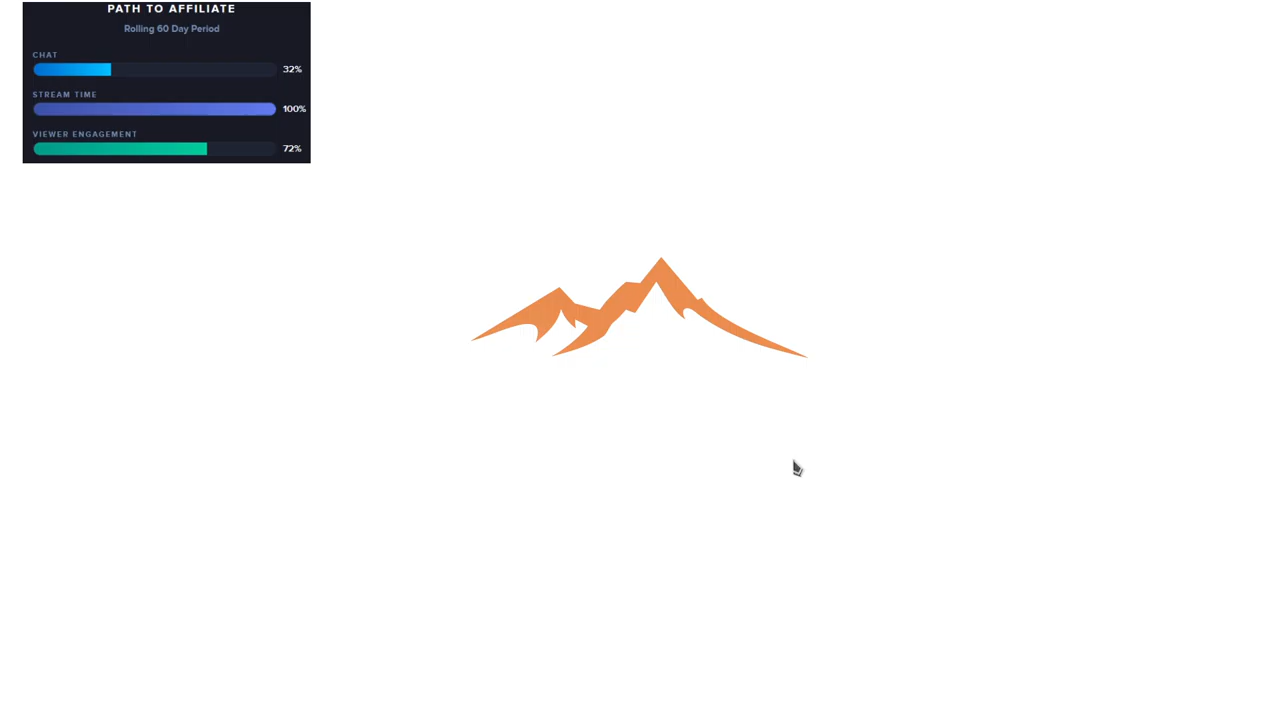 PATH TO AFFILIATE
Rolling 60 Day Period
CHAT
32%
STREAM TIME
100%
VIEWER ENGAGEMENT
72%